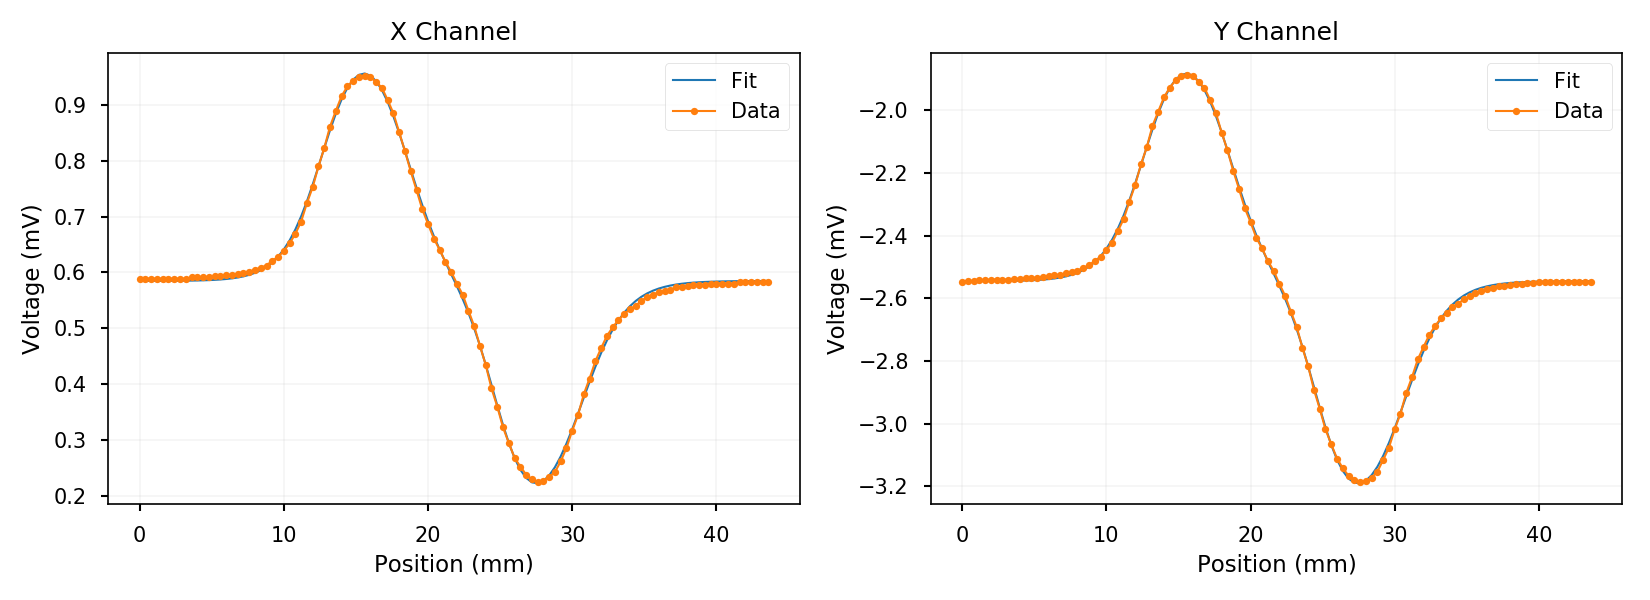 X Channel
Voltage (mV)
0.9
0.8
0.7
0.6
0.5
0.4
0.3
0.2
0
10
20
30
40
Position (mm)
Fit
Data
Y Channel
Voltage (mV)
−2.0
−2.2
−2.4
−2.6
−2.8
−3.0
−3.2
0
10
20
30
40
Position (mm)
Fit
Data